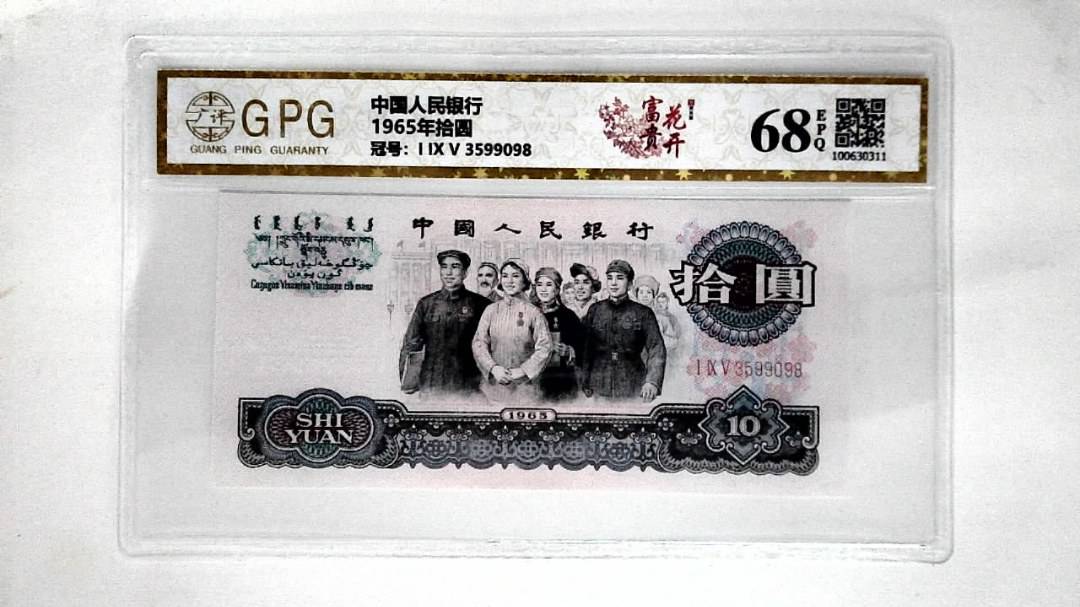 GPG
GUANG PING GUARANTY
中国人民银行
1965年拾圆
冠号：I IX V 3599098
富贵
花开
68
EPQ
100630311
中國人民銀行
拾圓
I IX V 3599098
1965
SHI
YUAN
10